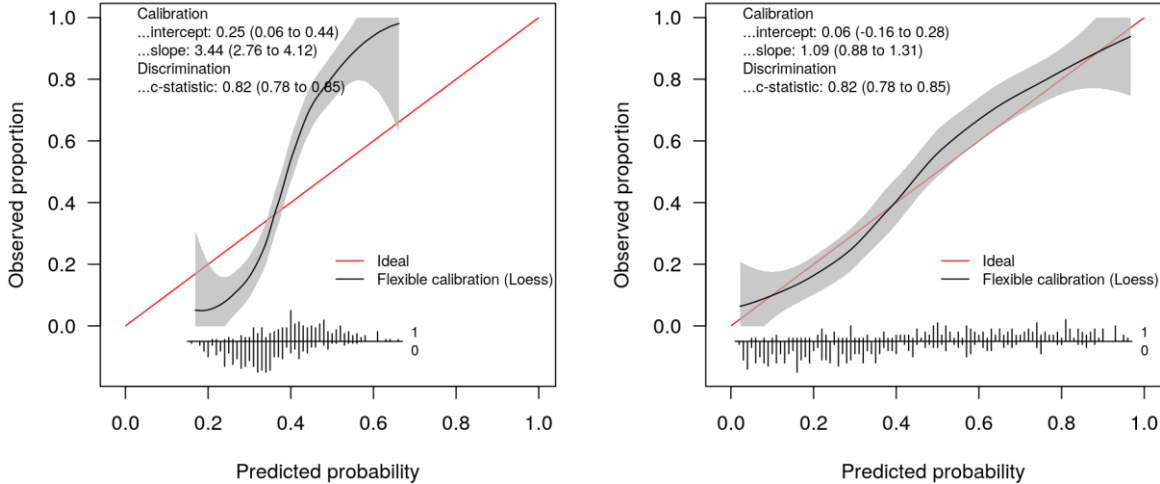 Calibration
...intercept: 0.25 (0.06 to 0.44)
...slope: 3.44 (2.76 to 4.12)
Discrimination
...c-statistic: 0.82 (0.78 to 0.85)
1.0
0.8
0.6
0.4
0.2
0.0
Observed proportion
Ideal
Flexible calibration (Loess)
1
0
0.0 0.2 0.4 0.6 0.8 1.0
Predicted probability
Calibration
...intercept: 0.06 (-0.16 to 0.28)
...slope: 1.09 (0.88 to 1.31)
Discrimination
...c-statistic: 0.82 (0.78 to 0.85)
1.0
0.8
0.6
0.4
0.2
0.0
Observed proportion
Ideal
Flexible calibration (Loess)
1
0
0.0 0.2 0.4 0.6 0.8 1.0
Predicted probability